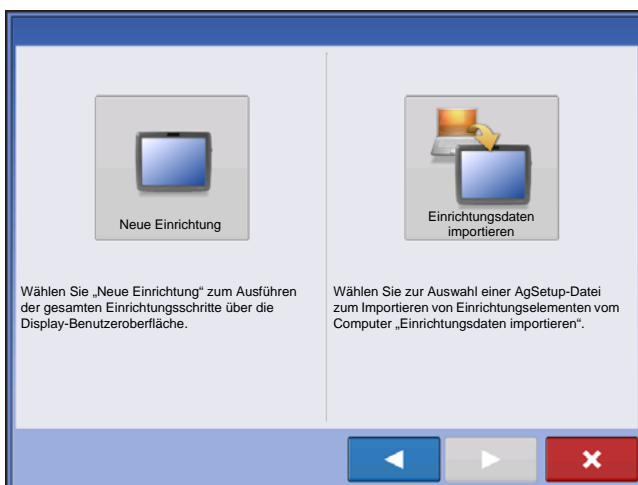 Neue Einrichtung
Einrichtungsdaten
importieren
Wählen Sie „Neue Einrichtung“ zum Ausführen
der gesamten Einrichtungsschritte über die
Display-Benutzeroberfläche.
Wählen Sie zur Auswahl einer AgSetup-Datei
zum Importieren von Einrichtungselementen vom
Computer „Einrichtungsdaten importieren“.